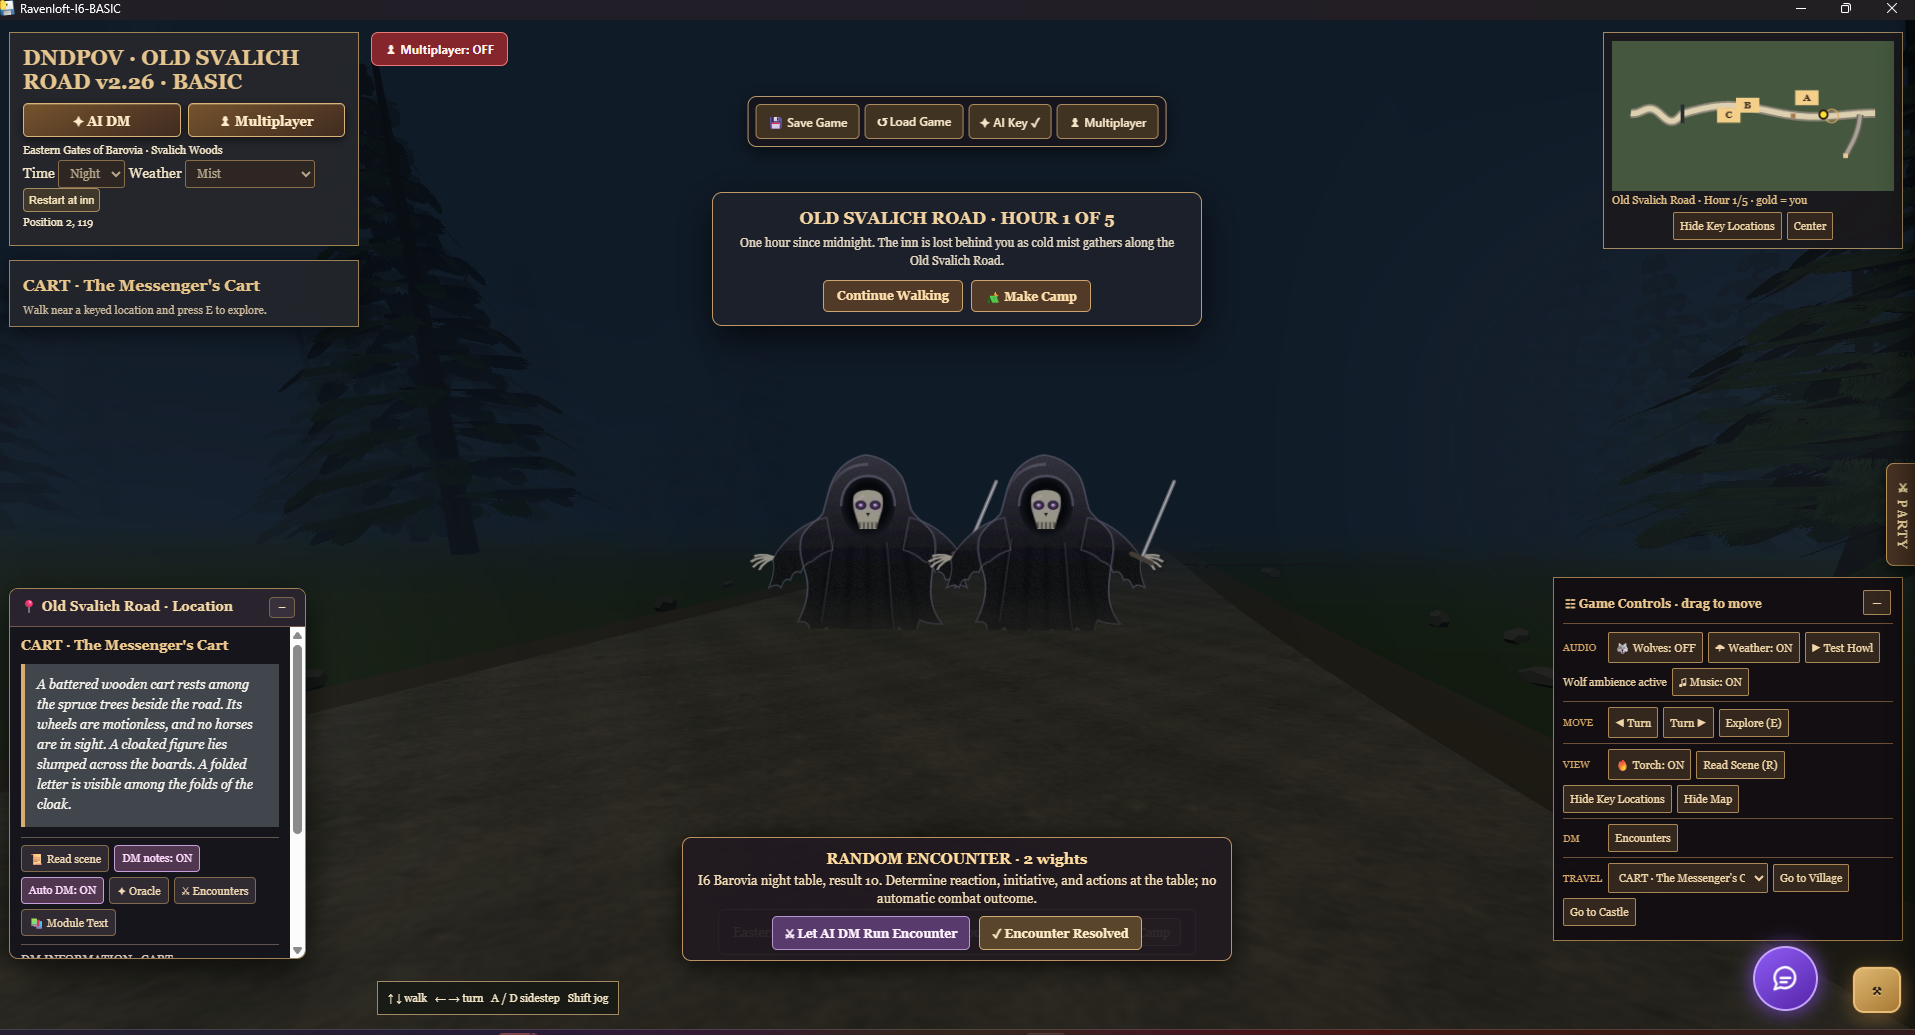 Ravenloft-I6-BASIC
DNDPOV · OLD SVALICH
ROAD v2.26 · BASIC
AI DM
Multiplayer
Eastern Gates of Barovia · Svalich Woods
Time Night Weather Mist
Restart at inn
Position 2, 119
CART · The Messenger's Cart
Walk near a keyed location and press E to explore.
Multiplayer: OFF
Save Game
Load Game
AI Key ✓
Multiplayer
OLD SVALICH ROAD · HOUR 1 OF 5
One hour since midnight. The inn is lost behind you as cold mist gathers along the
Old Svalich Road.
Continue Walking
Make Camp
A
B
C
Old Svalich Road · Hour 1/5 · gold = you
Hide Key Locations
Center
PARTY
Old Svalich Road · Location
CART · The Messenger's Cart
A battered wooden cart rests among
the spruce trees beside the road. Its
wheels are motionless, and no horses
are in sight. A cloaked figure lies
slumped across the boards. A folded
letter is visible among the folds of the
cloak.
Read scene
DM notes: ON
Auto DM: ON
Oracle
Encounters
Module Text
DM INFORMATION · CART
RANDOM ENCOUNTER · 2 wights
I6 Barovia night table, result 10. Determine reaction, initiative, and actions at the table; no
automatic combat outcome.
Easter
Let AI DM Run Encounter
✓ Encounter Resolved
Camp
↑↓ walk ←→ turn A / D sidestep Shift jog
Game Controls · drag to move
AUDIO
Wolves: OFF
Weather: ON
Test Howl
Wolf ambience active
Music: ON
MOVE
Turn
Turn
Explore (E)
VIEW
Torch: ON
Read Scene (R)
Hide Key Locations
Hide Map
DM
Encounters
TRAVEL
CART · The Messenger's C
Go to Village
Go to Castle